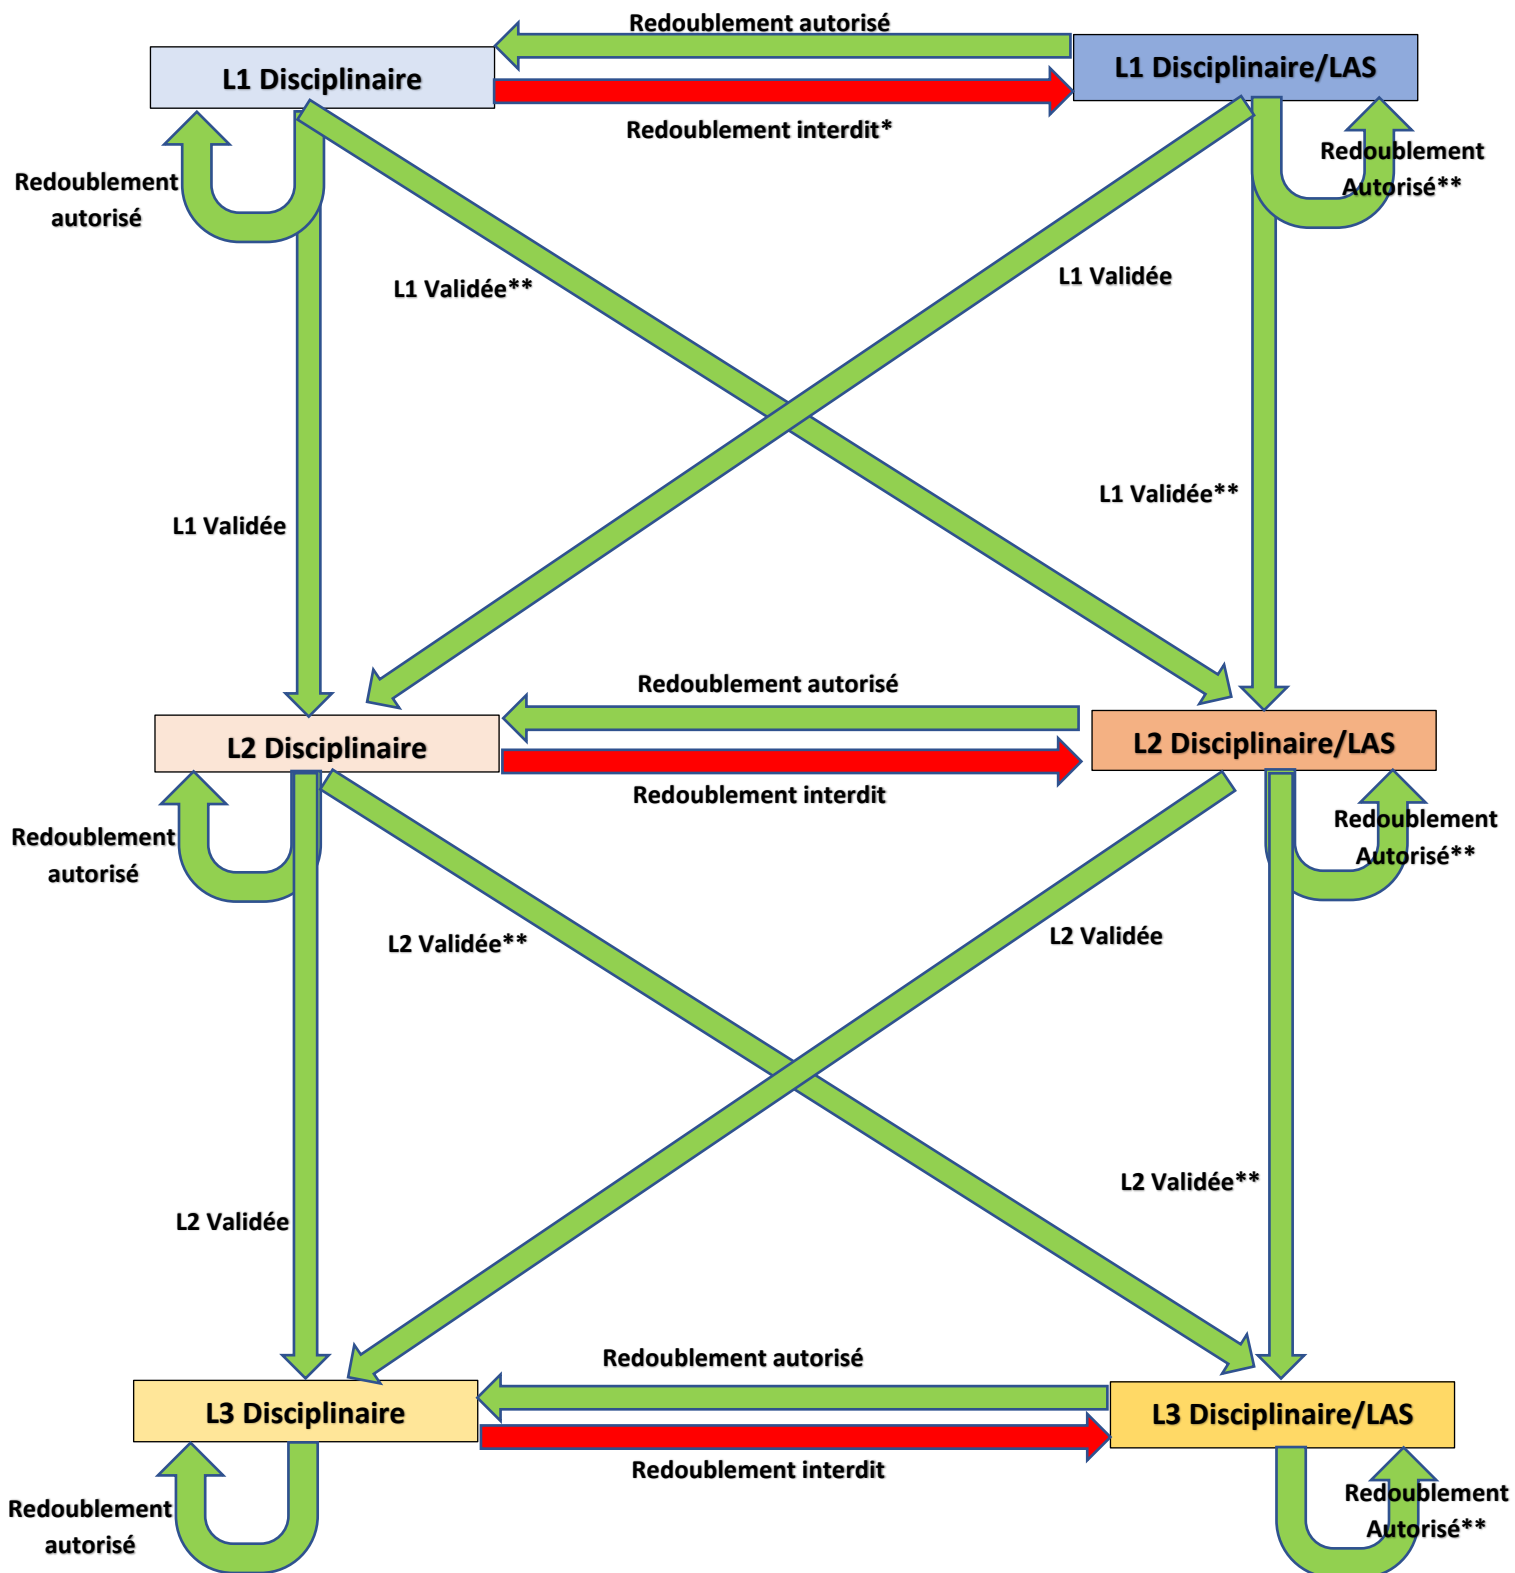 Redoublement autorisé
L1 Disciplinaire
L1 Disciplinaire/LAS
Redoublement interdit*
Redoublement
Autorisé**
Redoublement
autorisé
L1 Validée**
L1 Validée
L1 Validée**
L1 Validée
Redoublement autorisé
L2 Disciplinaire
L2 Disciplinaire/LAS
Redoublement interdit
Redoublement
Autorisé**
Redoublement
autorisé
L2 Validée**
L2 Validée
L2 Validée**
L2 Validée
Redoublement autorisé
L3 Disciplinaire
L3 Disciplinaire/LAS
Redoublement interdit
Redoublement
Autorisé**
Redoublement
autorisé